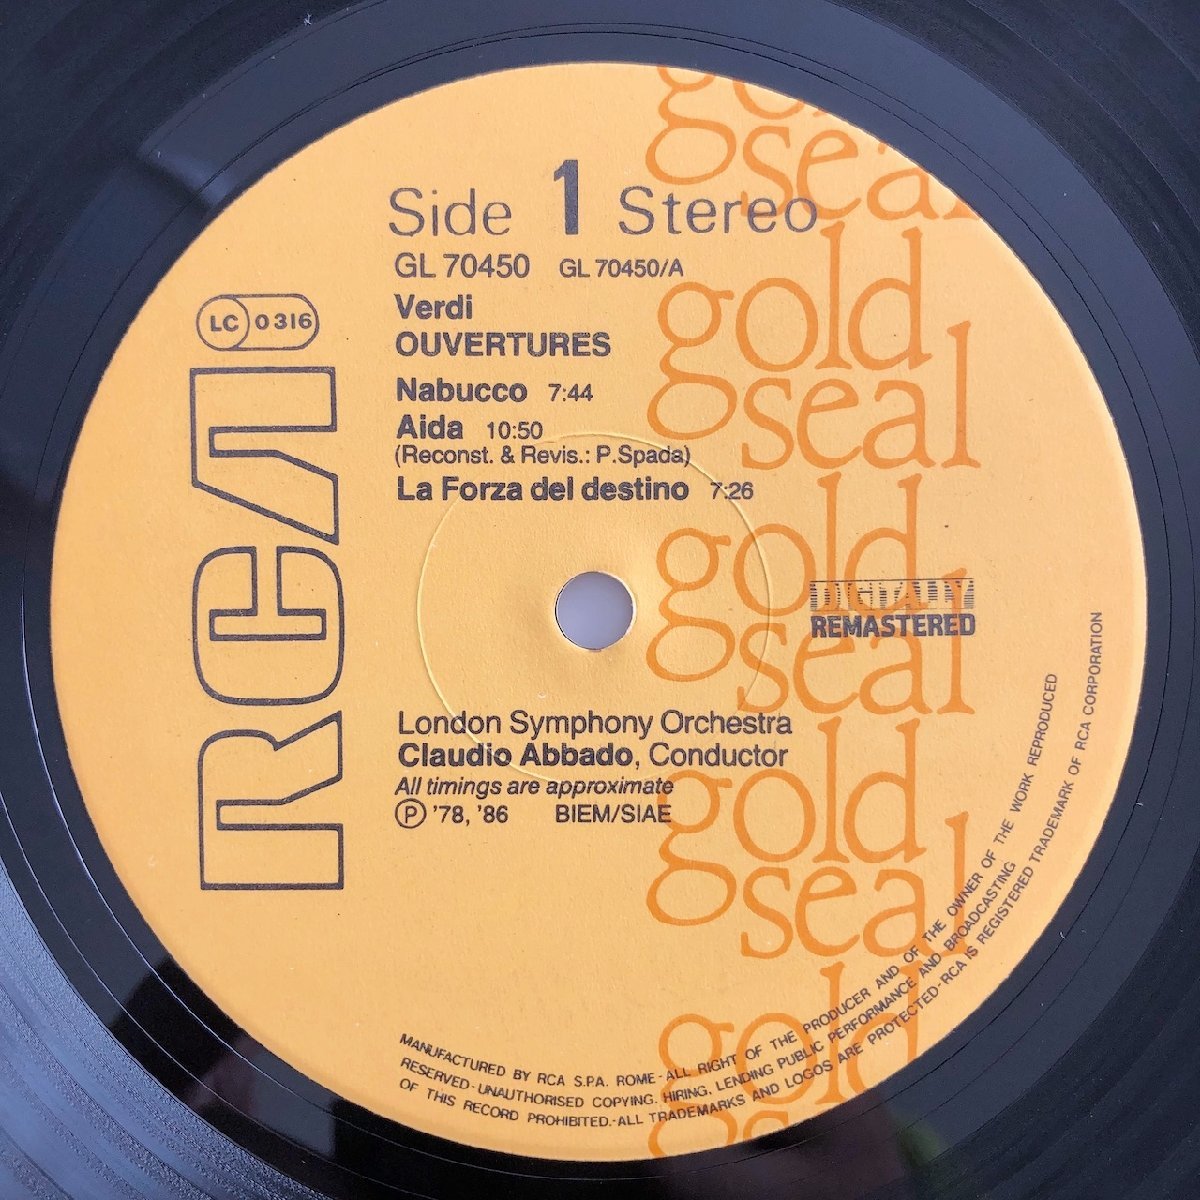 gold
seal
Side 1 Stereo
GL 70450 GL 70450/A
gold
seal
LC 0316
RCA
Verdi
OUVERTURES
Nabucco 7:44
Aida 10:50
(Reconst. & Revis.: P.Spada)
La Forza del destino 7:26
gold
seal
DIGITALLY
REMASTERED
London Symphony Orchestra
Claudio Abbado, Conductor
All timings are approximate
Ⓟ '78, '86 BIEM/SIAE
gold
seal
gold
MANUFACTURED BY RCA S.P.A. ROME - ALL RIGHT OF THE PRODUCER AND OF THE OWNER OF THE WORK REPRODUCED
RESERVED - UNAUTHORISED COPYING, HIRING, LENDING PUBLIC PERFORMANCE AND BROADCASTING
OF THIS RECORD PROHIBITED.-ALL TRADEMARKS AND LOGOS ARE PROTECTED-RCA IS REGISTERED TRADEMARK OF RCA CORPORATION